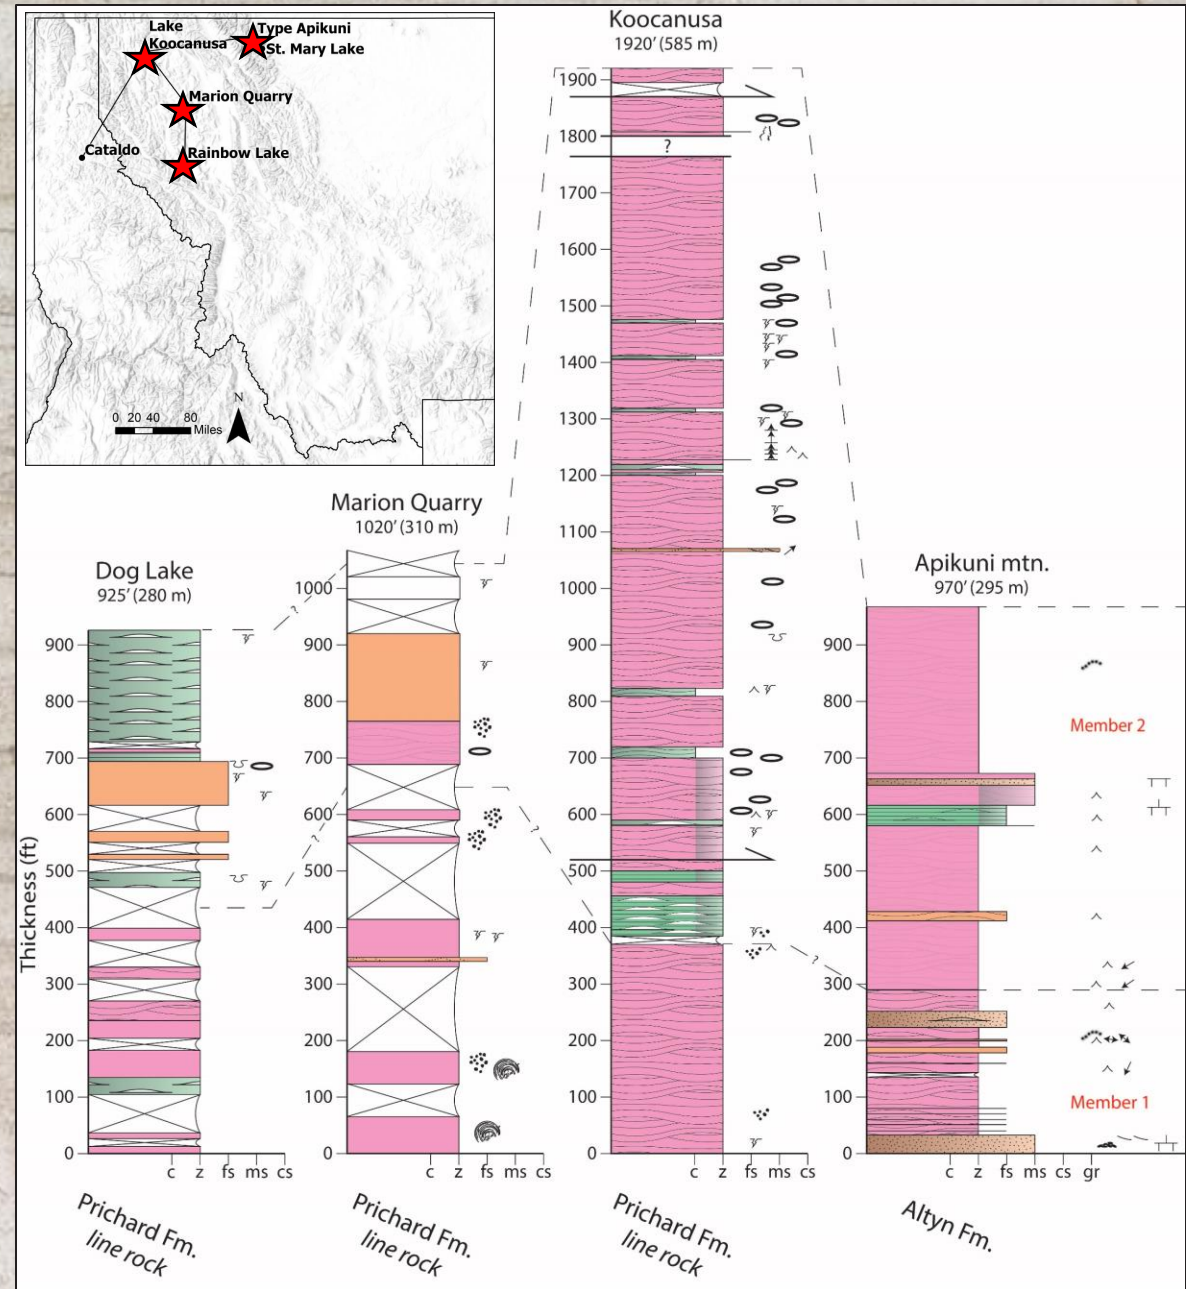 Lake
Koocanusa
Type Apikuni
St. Mary Lake
Marion Quarry
Cataldo
Rainbow Lake
N
0 20 40 80
Miles
Koocanusa
1920' (585 m)
1900
1800
?
1700
1600
1500
1400
1300
1200
1100
1000
900
800
700
600
500
400
300
200
100
0
c z fs ms cs
Prichard Fm.
line rock
Marion Quarry
1020' (310 m)
1000
900
800
700
600
500
400
300
200
100
0
c z fs ms cs
Prichard Fm.
line rock
Dog Lake
925' (280 m)
?
900
800
700
600
?
500
400
300
200
100
0
Thickness (ft)
c z fs ms cs
Prichard Fm.
line rock
?
?
Apikuni mtn.
970' (295 m)
900
800
Member 2
700
600
500
400
300
200
100
Member 1
0
c z fs ms cs gr
Altyn Fm.